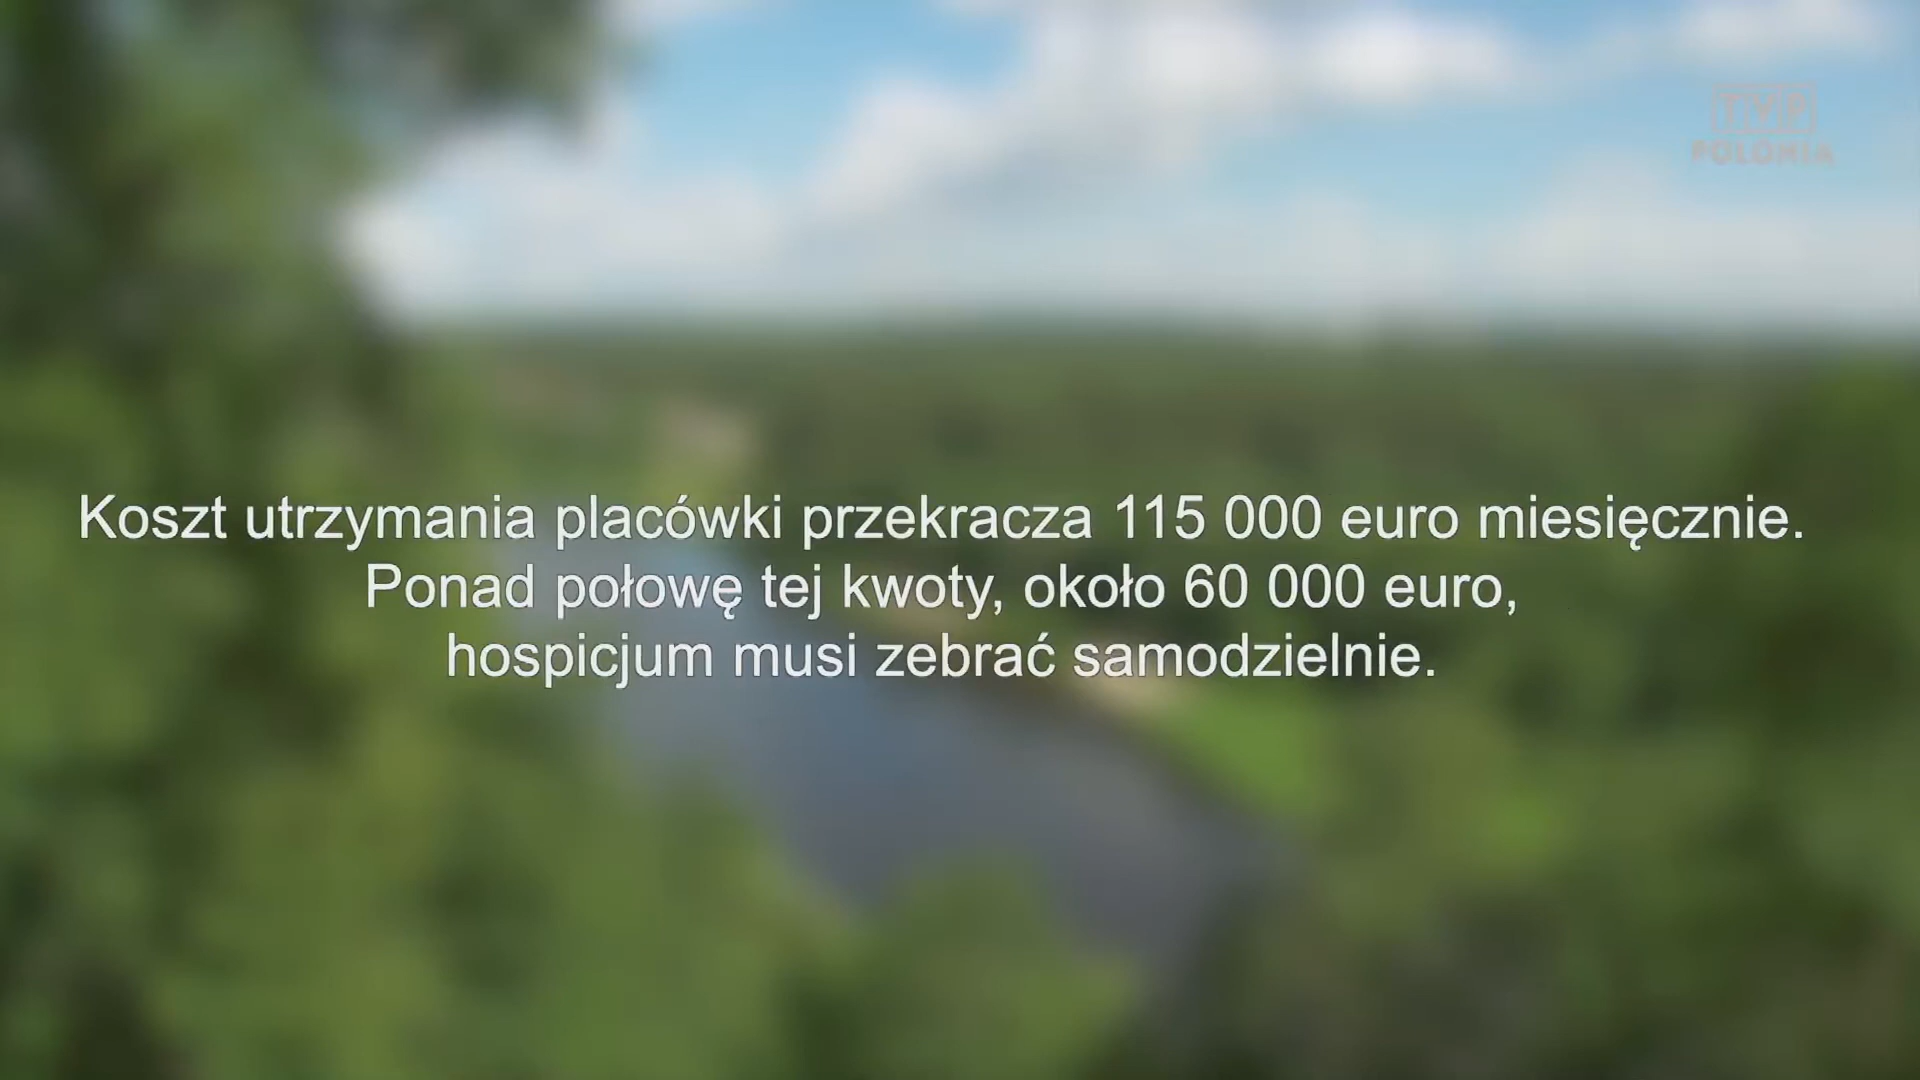 TVP
POLONIA
Koszt utrzymania placówki przekracza 115 000 euro miesięcznie.
Ponad połowę tej kwoty, około 60 000 euro,
hospicjum musi zebrać samodzielnie.